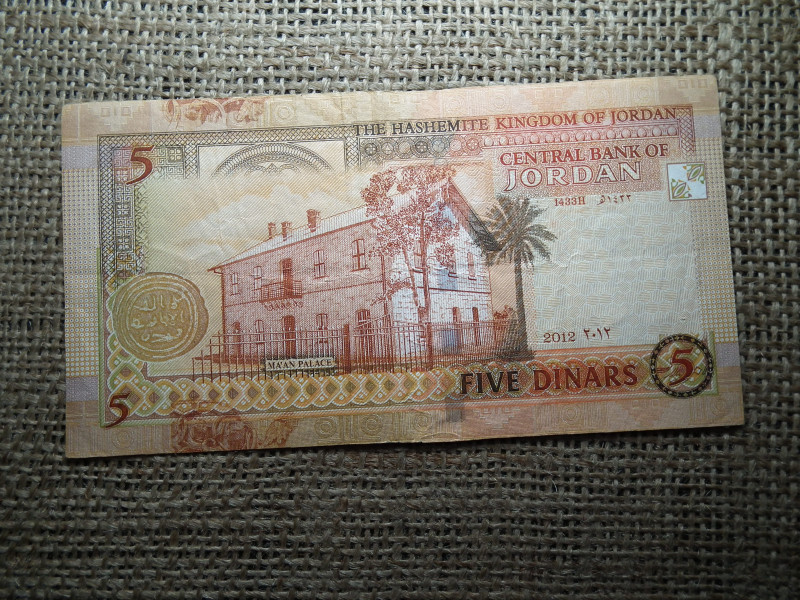 THE HASHEMITE KINGDOM OF JORDAN
CENTRAL BANK OF
JORDAN
1433H ١٤٣٣هـ
5
MA'AN PALACE
2012 ٢٠١٢
5
FIVE DINARS 5